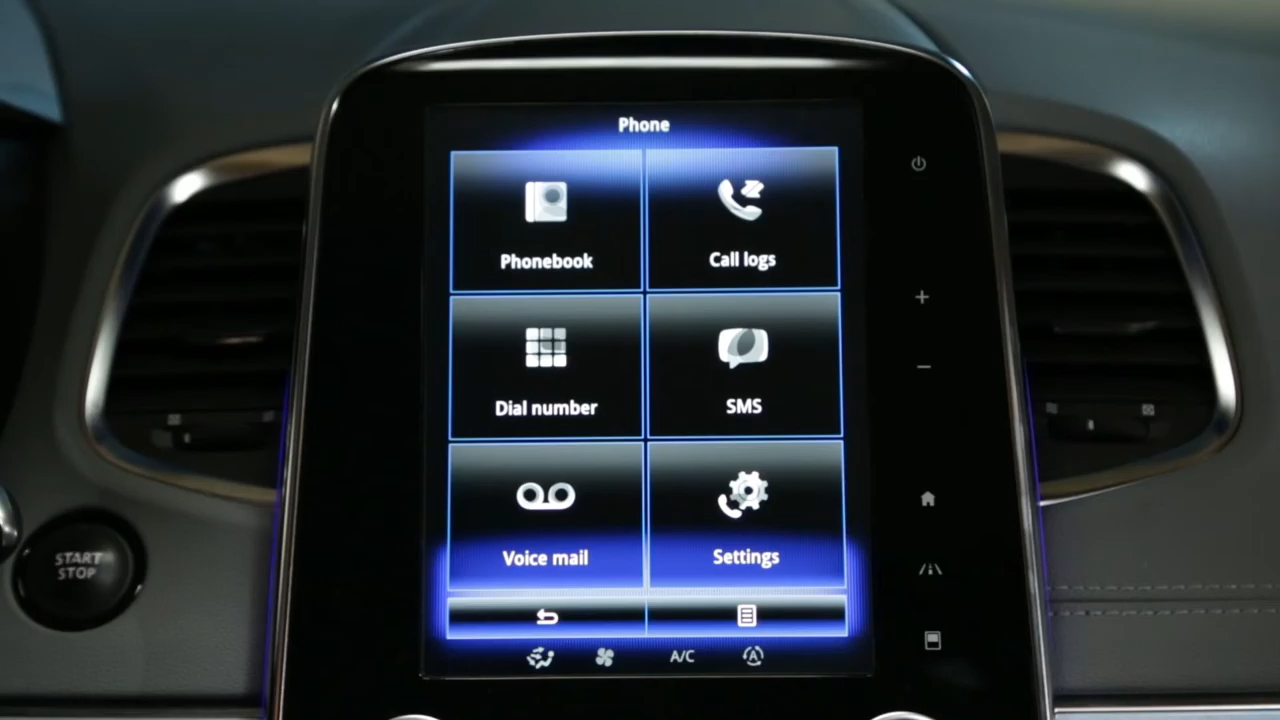 Phone
Phonebook
Call logs
Dial number
SMS
Voice mail
Settings
A/C
START
STOP